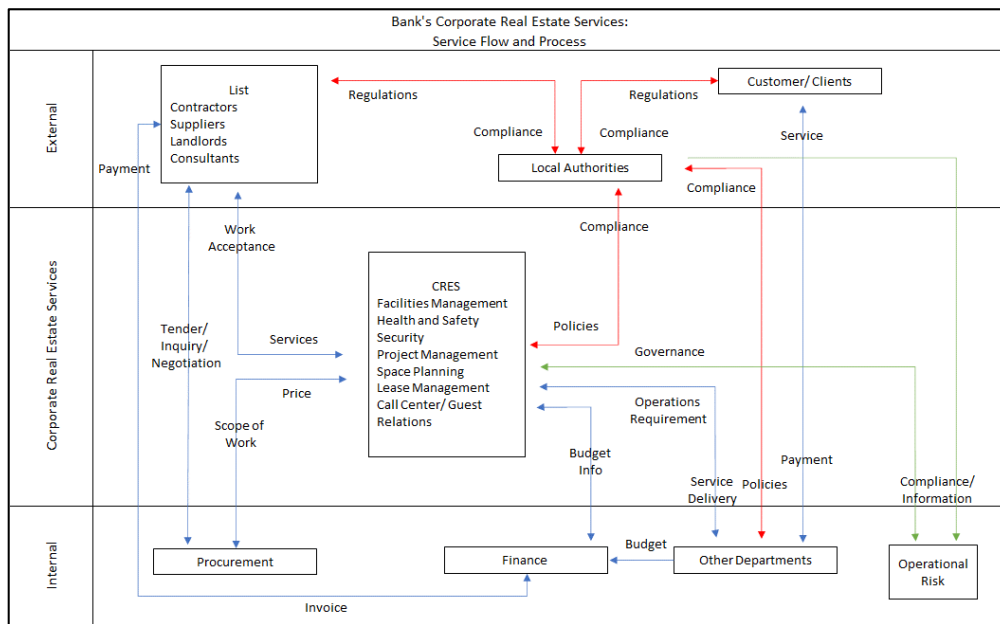 Bank's Corporate Real Estate Services:
Service Flow and Process
External
List
Contractors
Suppliers
Landlords
Consultants
Regulations
Regulations
Customer/ Clients
Compliance
Compliance
Service
Local Authorities
Payment
Compliance
Corporate Real Estate Services
Work
Acceptance
Compliance
CRES
Facilities Management
Health and Safety
Security
Project Management
Space Planning
Lease Management
Call Center/ Guest
Relations
Tender/
Inquiry/
Negotiation
Services
Policies
Governance
Price
Scope of
Work
Operations
Requirement
Budget
Info
Payment
Service
Delivery
Policies
Compliance/
Information
Internal
Procurement
Finance
Budget
Other Departments
Operational
Risk
Invoice